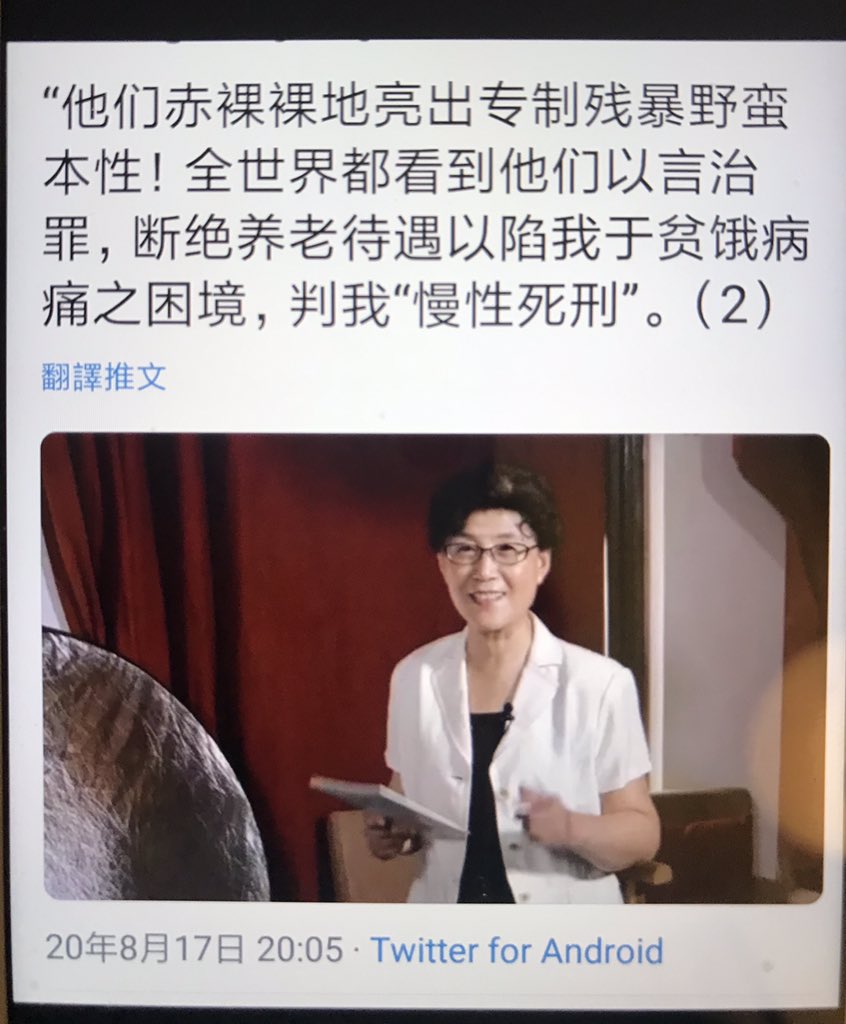 “他们赤裸裸地亮出专制残暴野蛮
本性！全世界都看到他们以言治
罪，断绝养老待遇以陷我于贫饿病
痛之困境，判我“慢性死刑”。（2）
翻譯推文
20年8月17日 20:05 · Twitter for Android